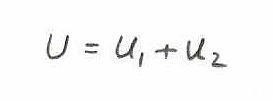 U = U₁ + U₂